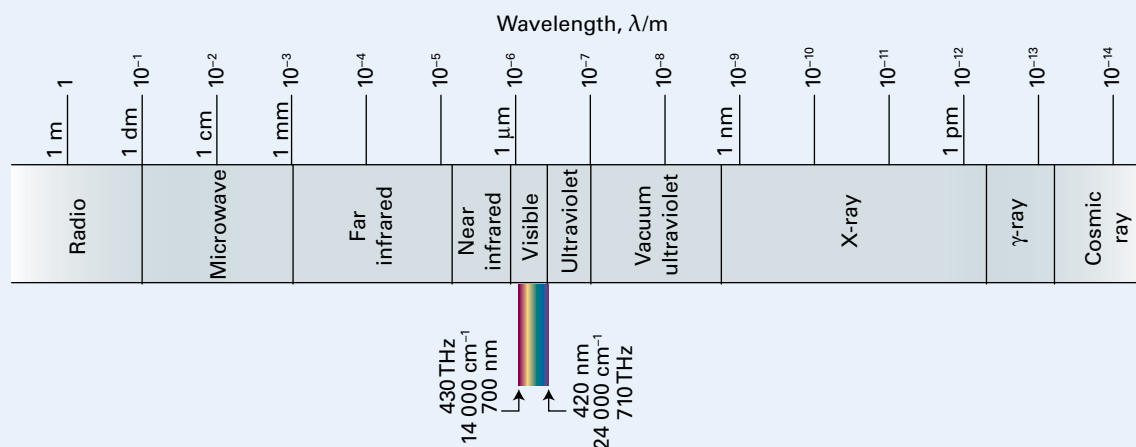 Wavelength, λ/m
1
10⁻¹
10⁻²
10⁻³
10⁻⁴
10⁻⁵
10⁻⁶
10⁻⁷
10⁻⁸
10⁻⁹
10⁻¹⁰
10⁻¹¹
10⁻¹²
10⁻¹³
10⁻¹⁴
1 m
1 dm
1 cm
1 mm
1 μm
1 nm
1 pm
Radio
Microwave
Far
infrared
Near
infrared
Visible
Ultraviolet
Vacuum
ultraviolet
X-ray
γ-ray
Cosmic
ray
430 THz
14 000 cm⁻¹
700 nm
420 nm
24 000 cm⁻¹
710 THz